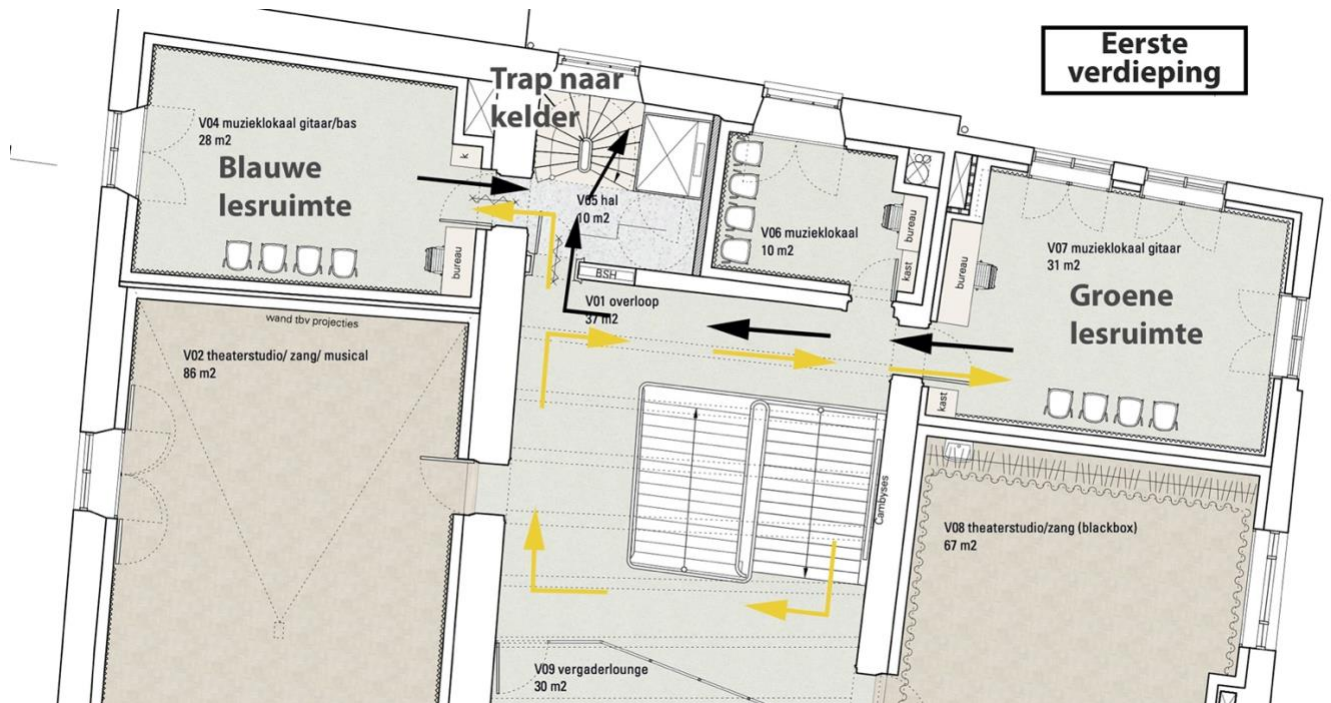 Eerste
verdieping
Trap naar
kelder
V04 muzieklokaal gitaar/bas
28 m2
Blauwe
lesruimte
k
bureau
V05 hal
10 m2
BSH
V06 muzieklokaal
10 m2
bureau
kast
V07 muzieklokaal gitaar
31 m2
bureau
Groene
lesruimte
kast
V01 overloop
37 m2
wand tbv projecties
V02 theaterstudio/ zang/ musical
86 m2
Cambyses
V08 theaterstudio/zang (blackbox)
67 m2
V09 vergaderlounge
30 m2